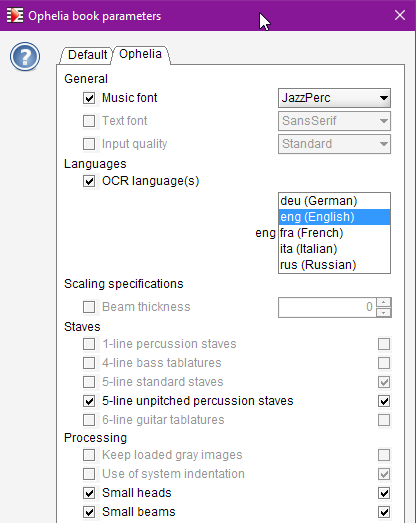 Ophelia book parameters
?
Default Ophelia
General
Music font JazzPerc
Text font SansSerif
Input quality Standard
Languages
OCR language(s)
deu (German)
eng (English)
eng fra (French)
ita (Italian)
rus (Russian)
Scaling specifications
Beam thickness 0
Staves
1-line percussion staves
4-line bass tablatures
5-line standard staves
5-line unpitched percussion staves
6-line guitar tablatures
Processing
Keep loaded gray images
Use of system indentation
Small heads
Small beams